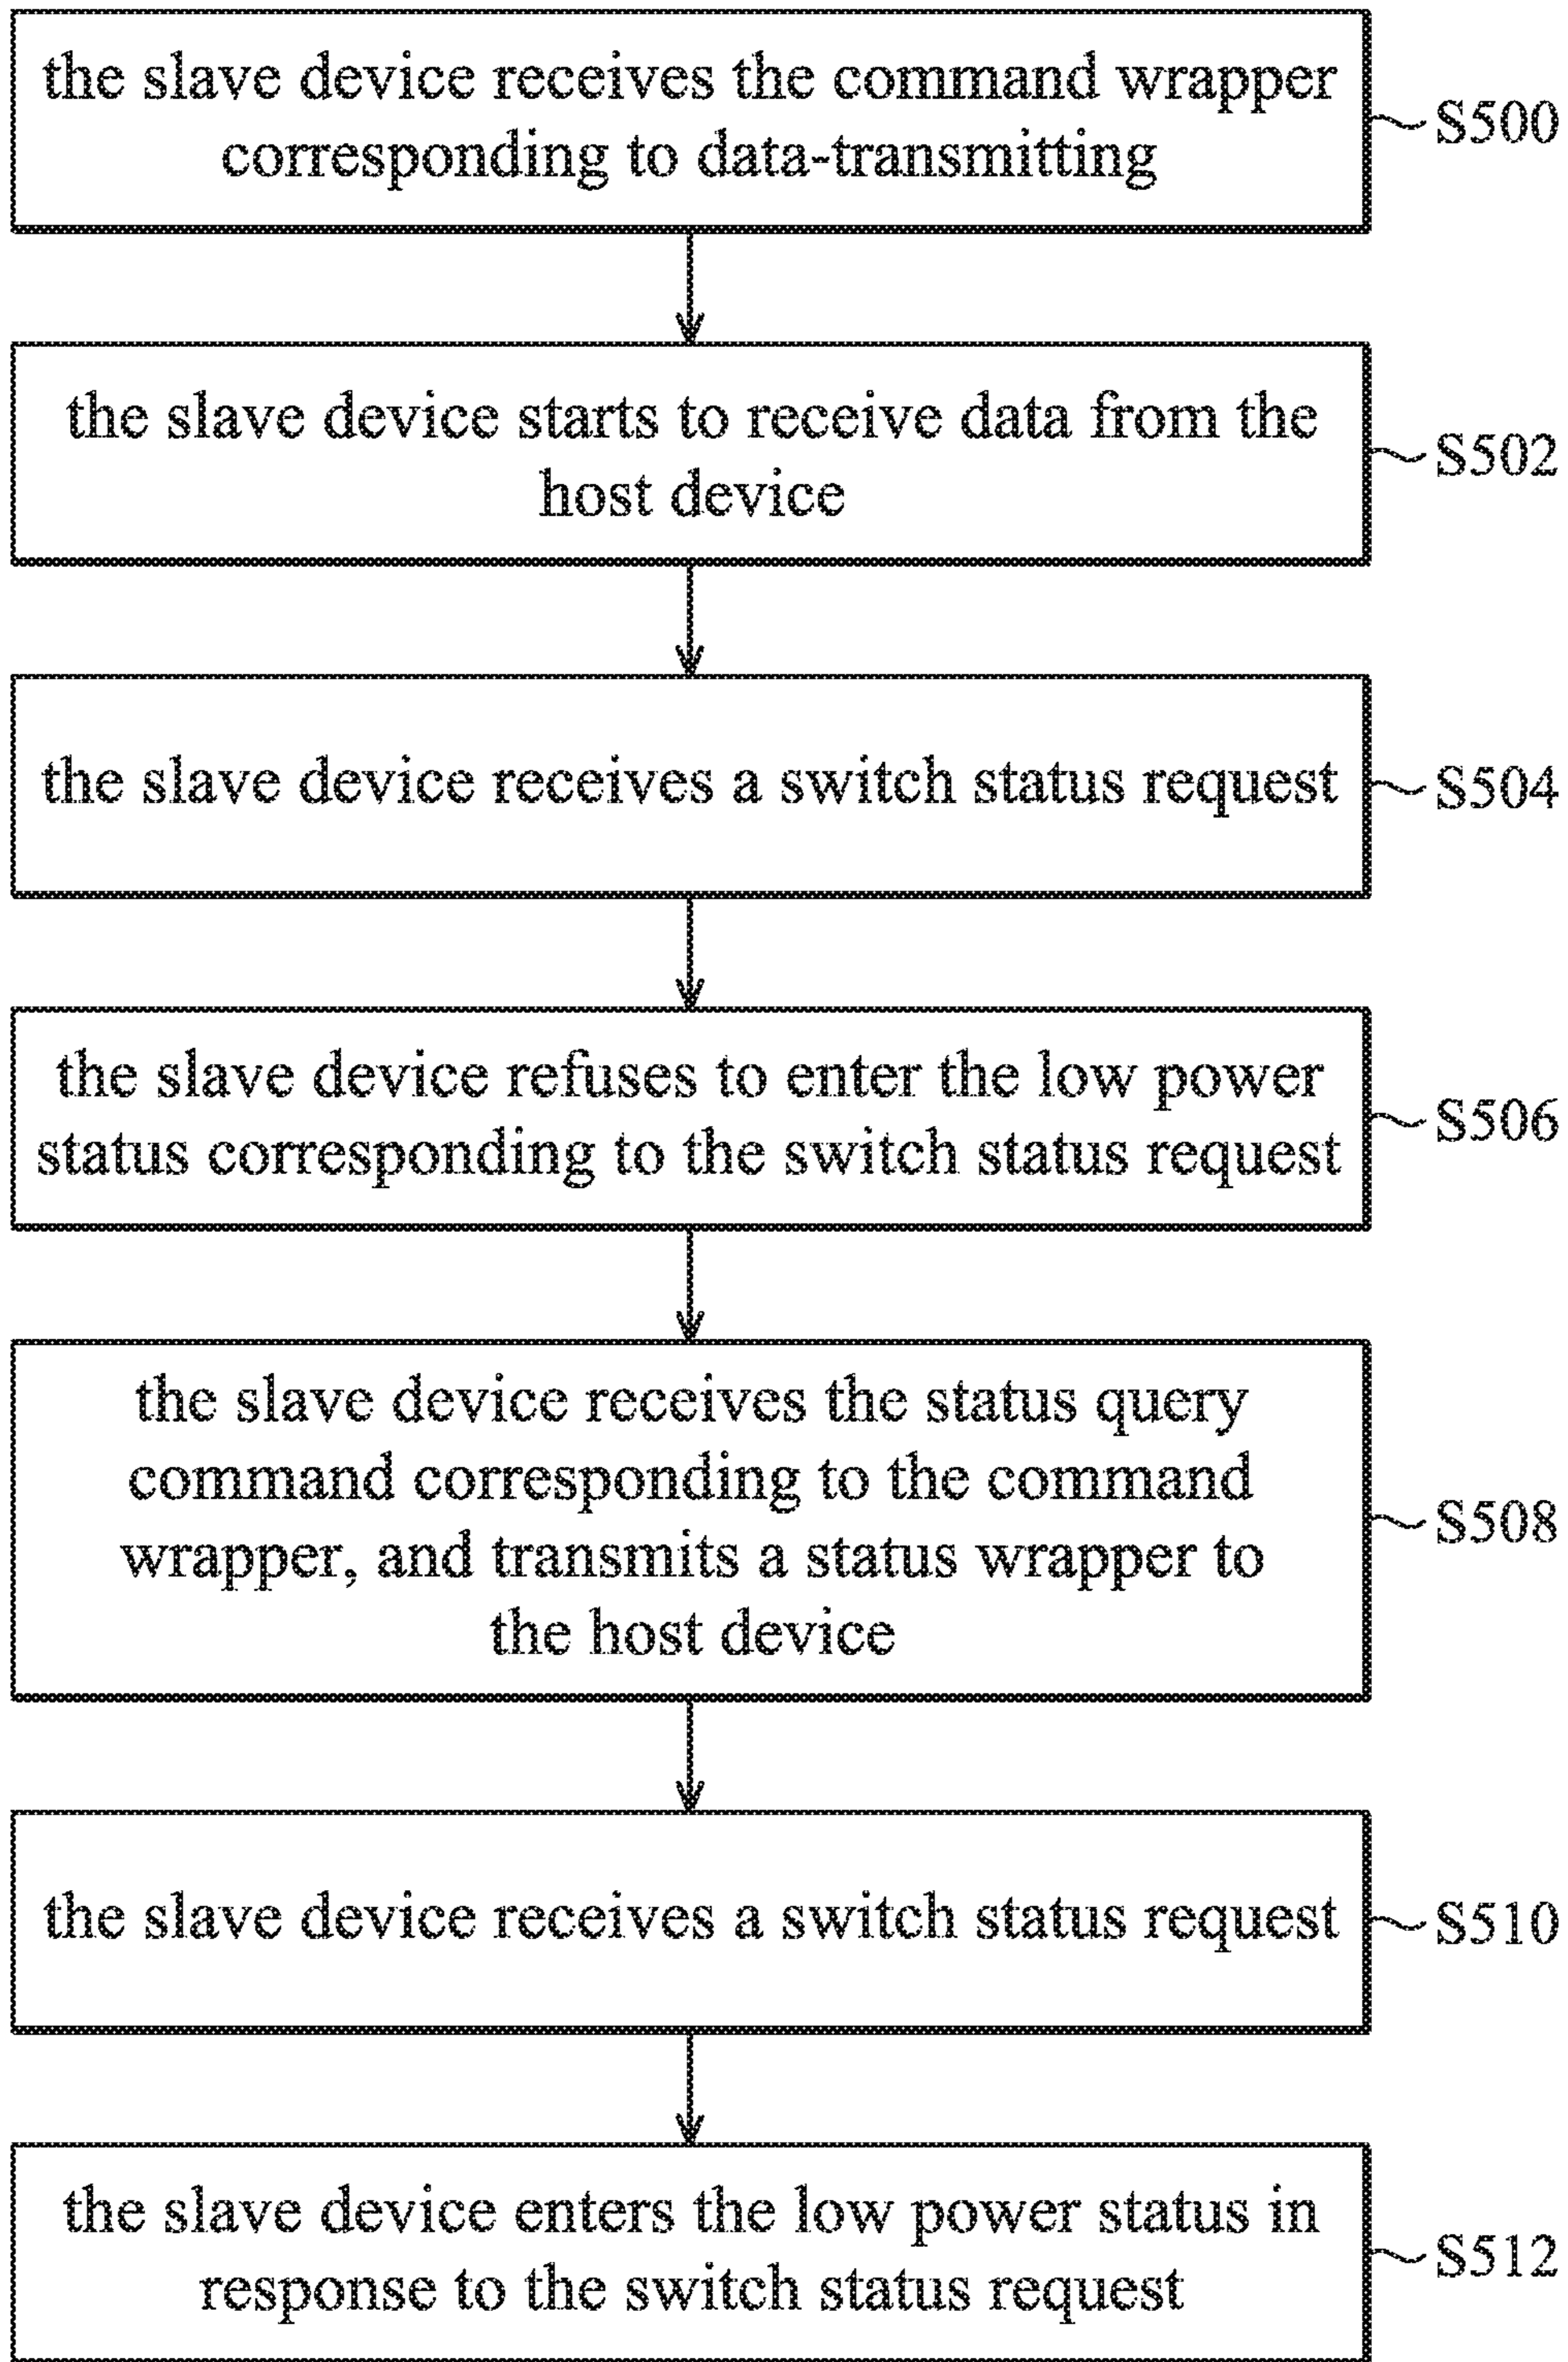 the slave device receives the command wrapper
corresponding to data-transmitting
S500
the slave device starts to receive data from the
host device
S502
the slave device receives a switch status request
S504
the slave device refuses to enter the low power
status corresponding to the switch status request
S506
the slave device receives the status query
command corresponding to the command
wrapper, and transmits a status wrapper to
the host device
S508
the slave device receives a switch status request
S510
the slave device enters the low power status in
response to the switch status request
S512